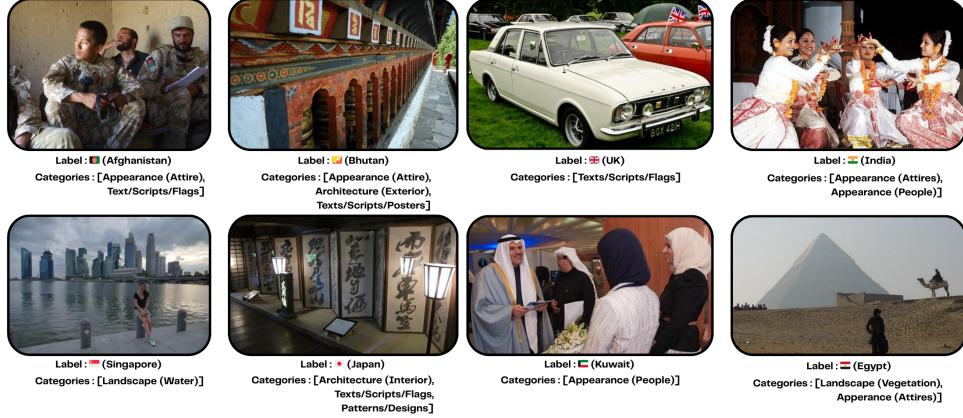 Label : 🇦🇫 (Afghanistan)
Categories : [Appearance (Attire),
Text/Scripts/Flags]
Label : 🇧🇹 (Bhutan)
Categories : [Appearance (Attire),
Architecture (Exterior),
Texts/Scripts/Posters]
BGX 421H
Label : 🇬🇧 (UK)
Categories : [Texts/Scripts/Flags]
Label : 🇮🇳 (India)
Categories : [Appearance (Attires),
Appearance (People)]
Label : 🇸🇬 (Singapore)
Categories : [Landscape (Water)]
Label : 🇯🇵 (Japan)
Categories : [Architecture (Interior),
Texts/Scripts/Flags,
Patterns/Designs]
Label : 🇰🇼 (Kuwait)
Categories : [Appearance (People)]
Label : 🇪🇬 (Egypt)
Categories : [Landscape (Vegetation),
Apperance (Attires)]